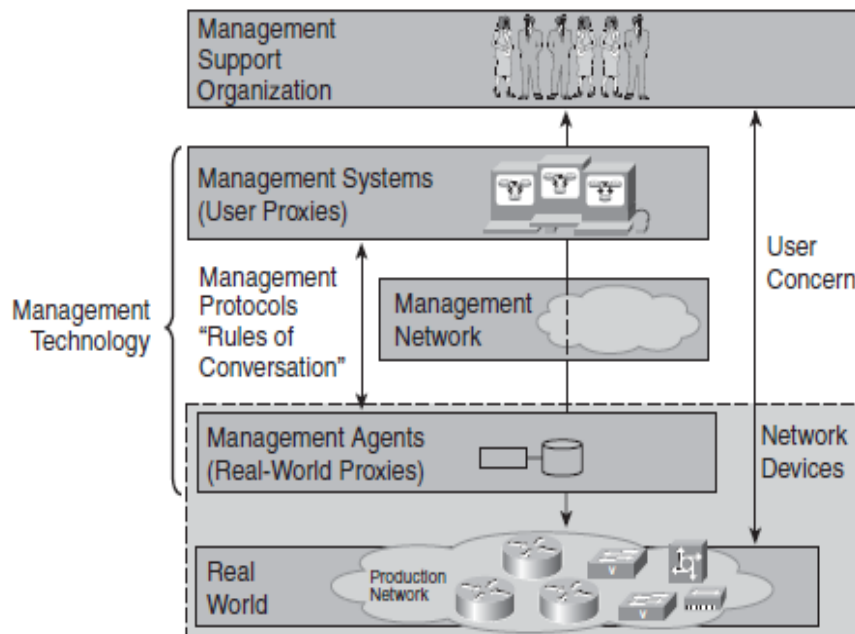 Management
Support
Organization
Management Systems
(User Proxies)
Management
Technology
Management
Protocols
“Rules of
Conversation”
Management
Network
User
Concern
Management Agents
(Real-World Proxies)
Network
Devices
Real
World
Production
Network
V
V